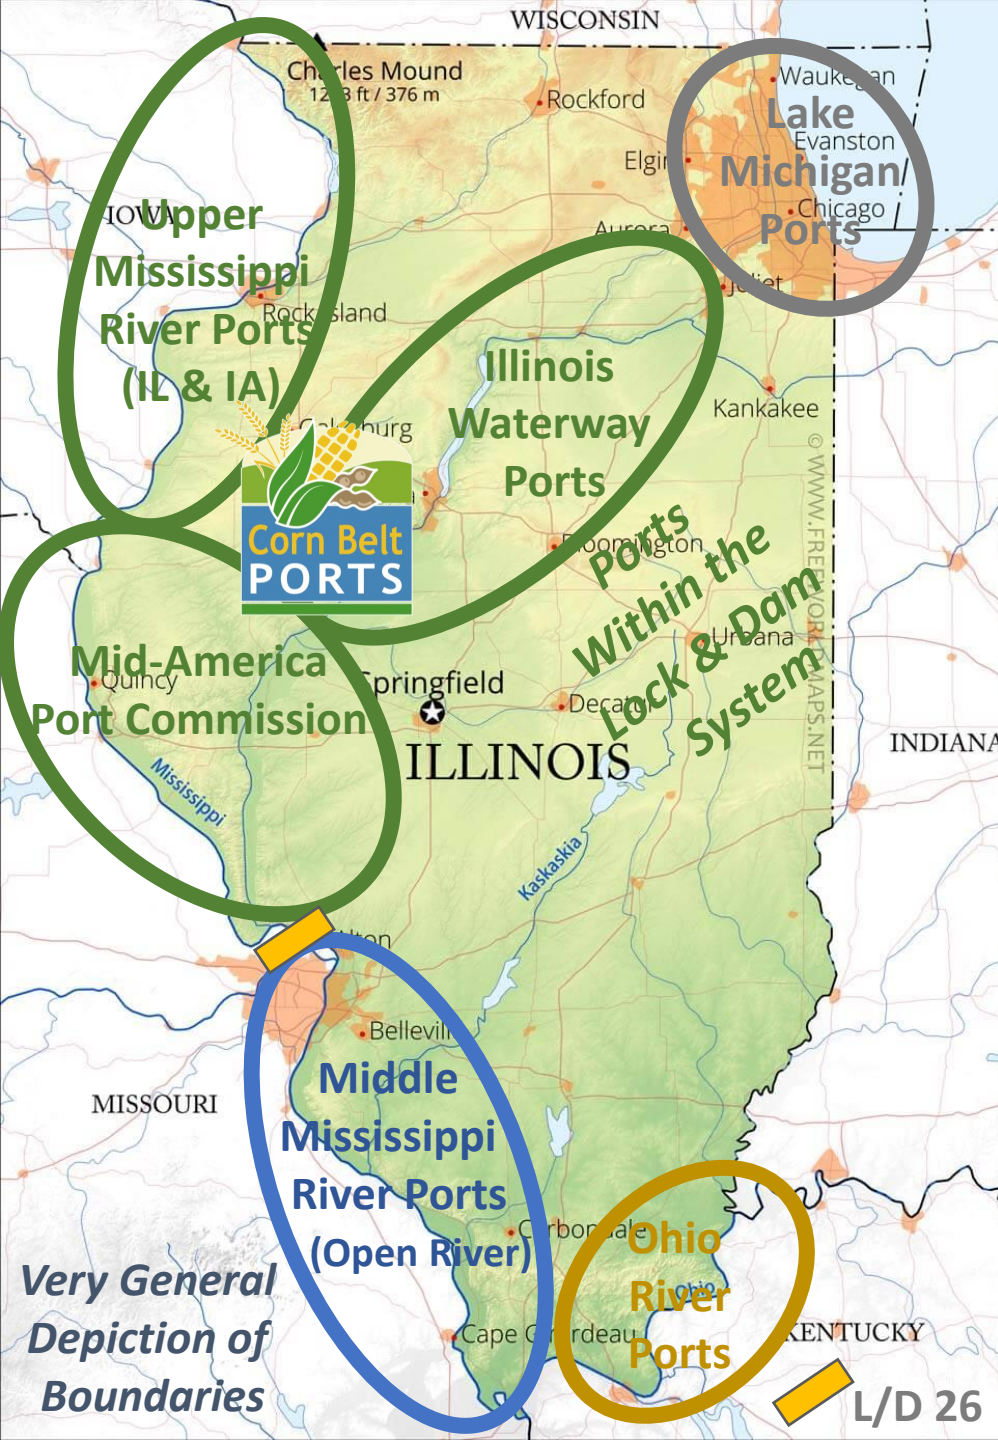 WISCONSIN
Charles Mound
1283 ft / 376 m
Rockford
Waukegan
Lake
Michigan
Ports
Evanston
Elgin
Chicago
Aurora
Joliet
IOWA
Upper
Mississippi
River Ports
(IL & IA)
Rock Island
Illinois
Waterway
Ports
Kankakee
Galesburg
Corn Belt
PORTS
Bloomington
Ports
Within the
Lock & Dam
System
Urbana
© WWW.FREEWORLDMAPS.NET
Mid-America
Port Commission
Quincy
Springfield
Decatur
ILLINOIS
INDIANA
Mississippi
Kaskaskia
Alton
Belleville
MISSOURI
Middle
Mississippi
River Ports
(Open River)
Carbondale
Ohio
River
Ports
Ohio
Cape Girardeau
KENTUCKY
Very General
Depiction of
Boundaries
L/D 26